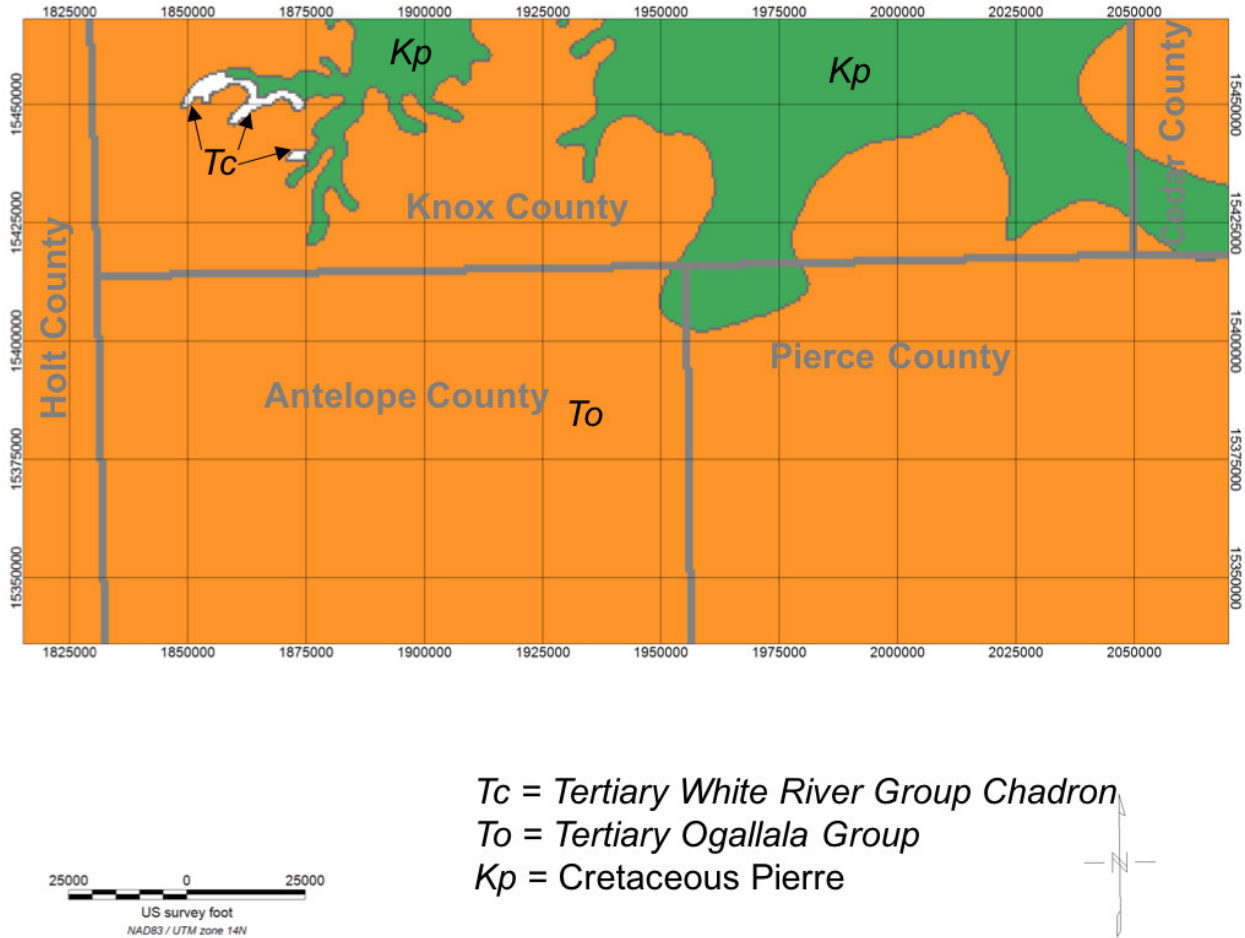 1825000 1850000 1875000 1900000 1925000 1950000 1975000 2000000 2025000 2050000
Kp
Kp
15450000
15450000
Tc
Cedar County
Knox County
15425000
15425000
Holt County
15400000
15400000
Pierce County
Antelope County
To
15375000
15375000
15350000
15350000
1825000 1850000 1875000 1900000 1925000 1950000 1975000 2000000 2025000 2050000
Tc = Tertiary White River Group Chadron
To = Tertiary Ogallala Group
Kp = Cretaceous Pierre
N
25000 0 25000
US survey foot
NAD83 / UTM zone 14N